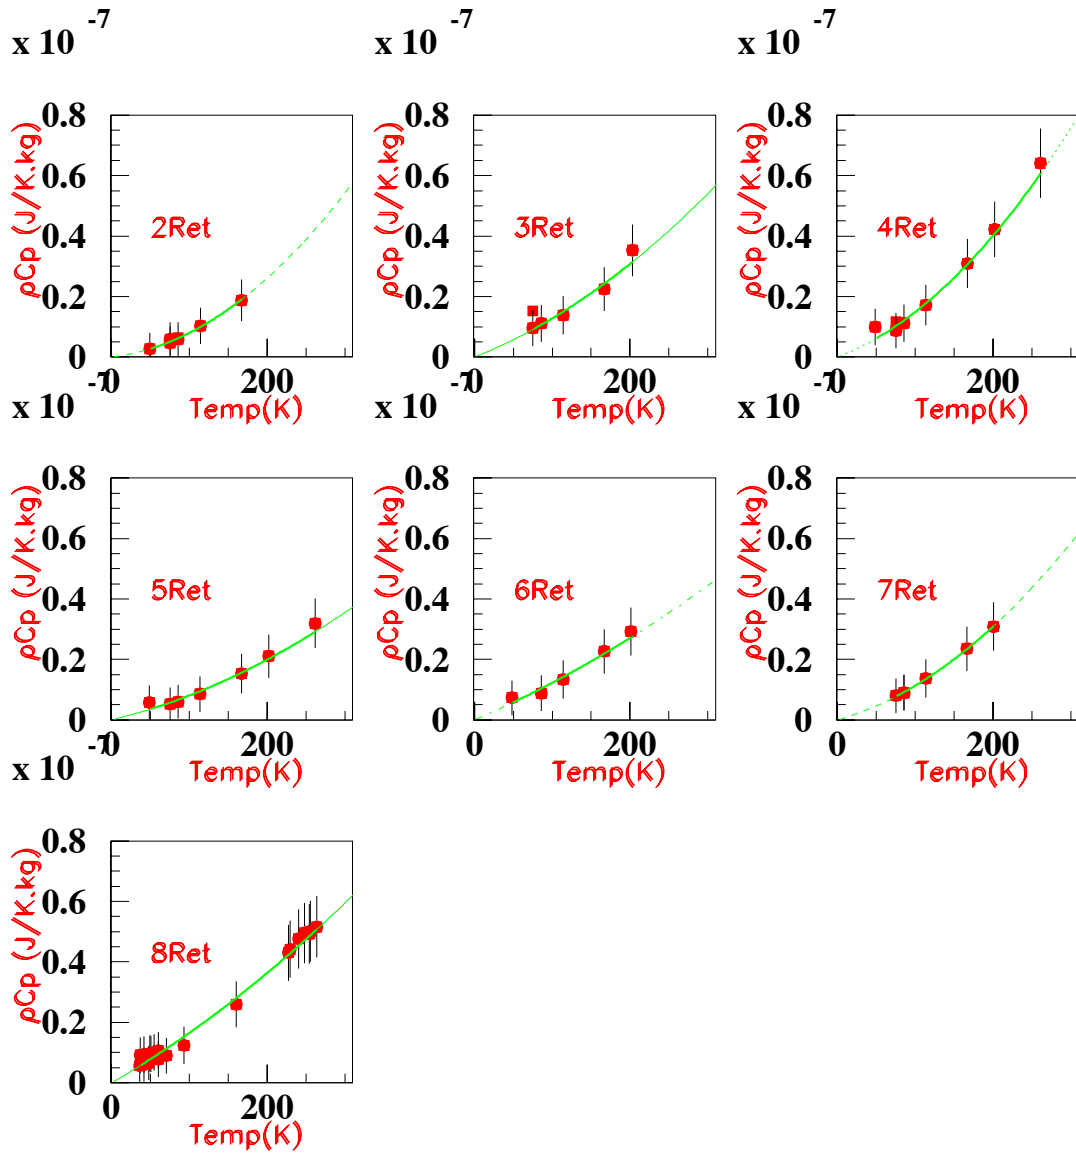 x 10 -7 x 10 -7 x 10 -7
0.8 0.8 0.8
0.6 0.6 0.6
0.4 0.4 0.4
0.2 0.2 0.2
0 0 0
ρCp (J/K.kg) ρCp (J/K.kg) ρCp (J/K.kg)
2Ret 3Ret 4Ret
0 200 0 200 0 200
Temp(K) Temp(K) Temp(K)
x 10 -7 x 10 -7 x 10 -7
0.8 0.8 0.8
0.6 0.6 0.6
0.4 0.4 0.4
0.2 0.2 0.2
0 0 0
ρCp (J/K.kg) ρCp (J/K.kg) ρCp (J/K.kg)
5Ret 6Ret 7Ret
0 200 0 200 0 200
Temp(K) Temp(K) Temp(K)
x 10 -7
0.8
0.6
0.4
0.2
0
ρCp (J/K.kg)
8Ret
0 200
Temp(K)